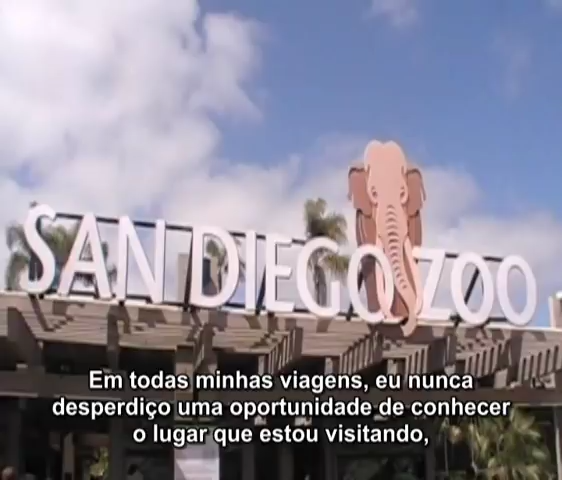 SAN DIEGO ZOO
Em todas minhas viagens, eu nunca
desperdiço uma oportunidade de conhecer
o lugar que estou visitando,